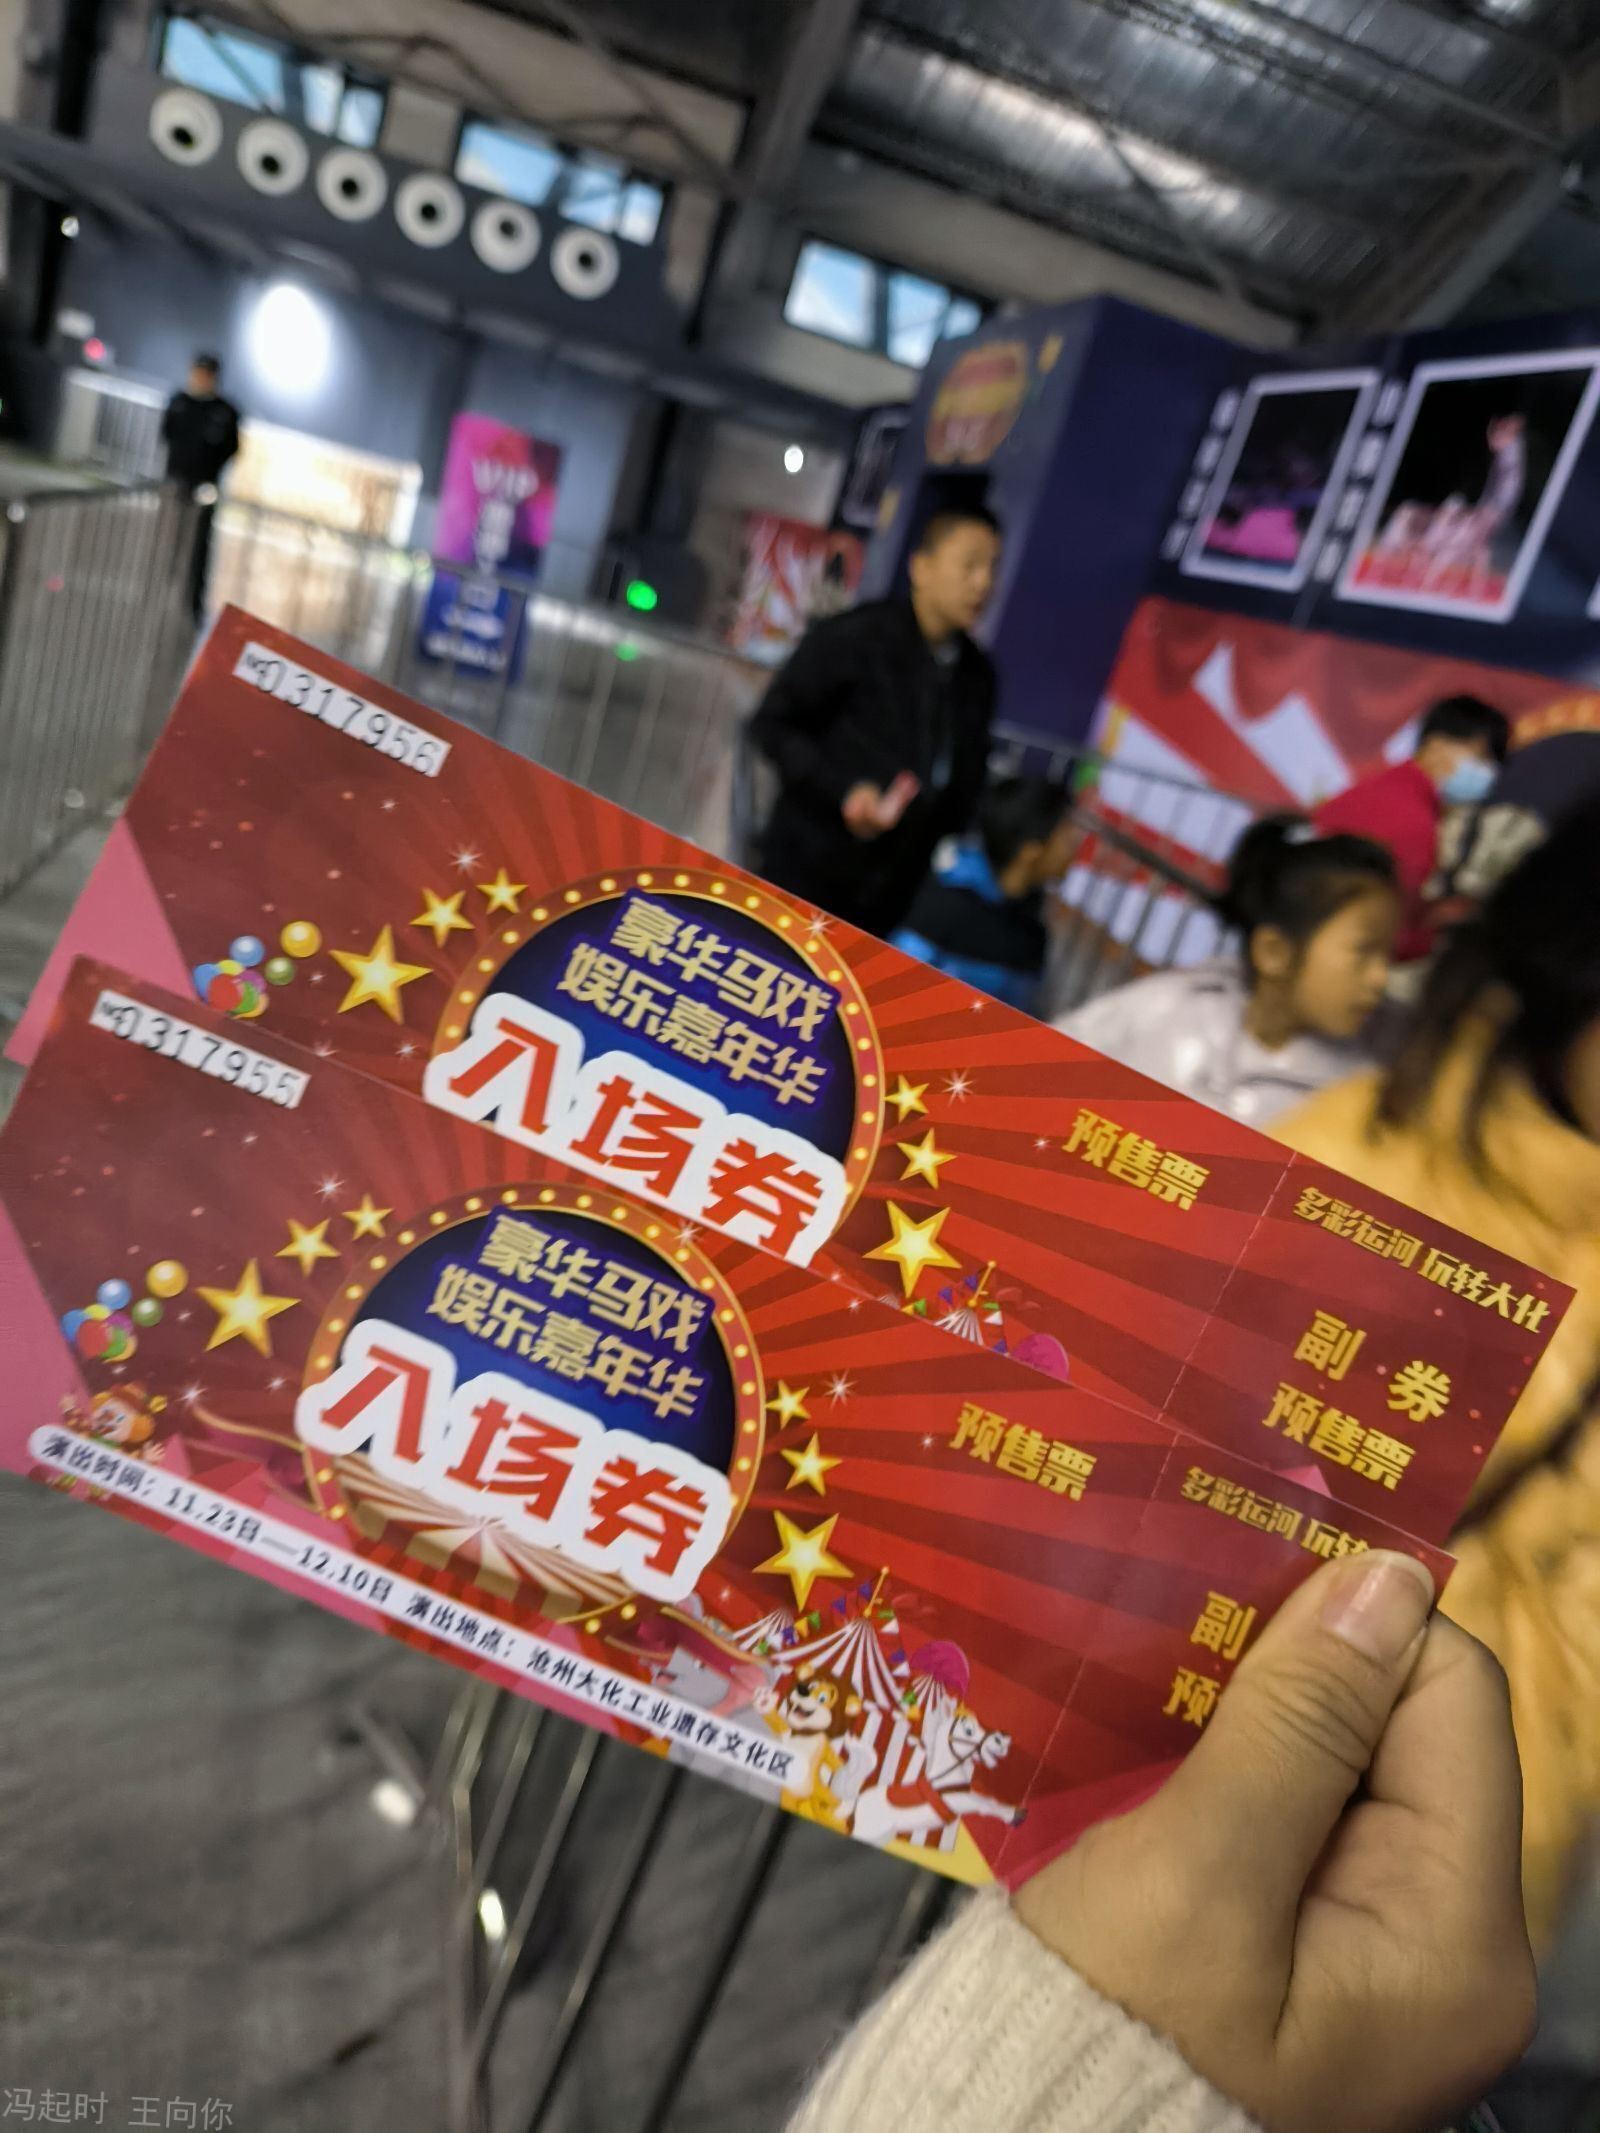 VIP
№0317956
豪华马戏
娱乐嘉年华
入场券
预售票
多彩运河 玩转大化
副 券
预售票
№0317955
豪华马戏
娱乐嘉年华
入场券
预售票
多彩运河 玩转
副
预
演出时间：11.23日—12.10日 演出地点：沧州大化工业遗存文化区
冯起时 王向你